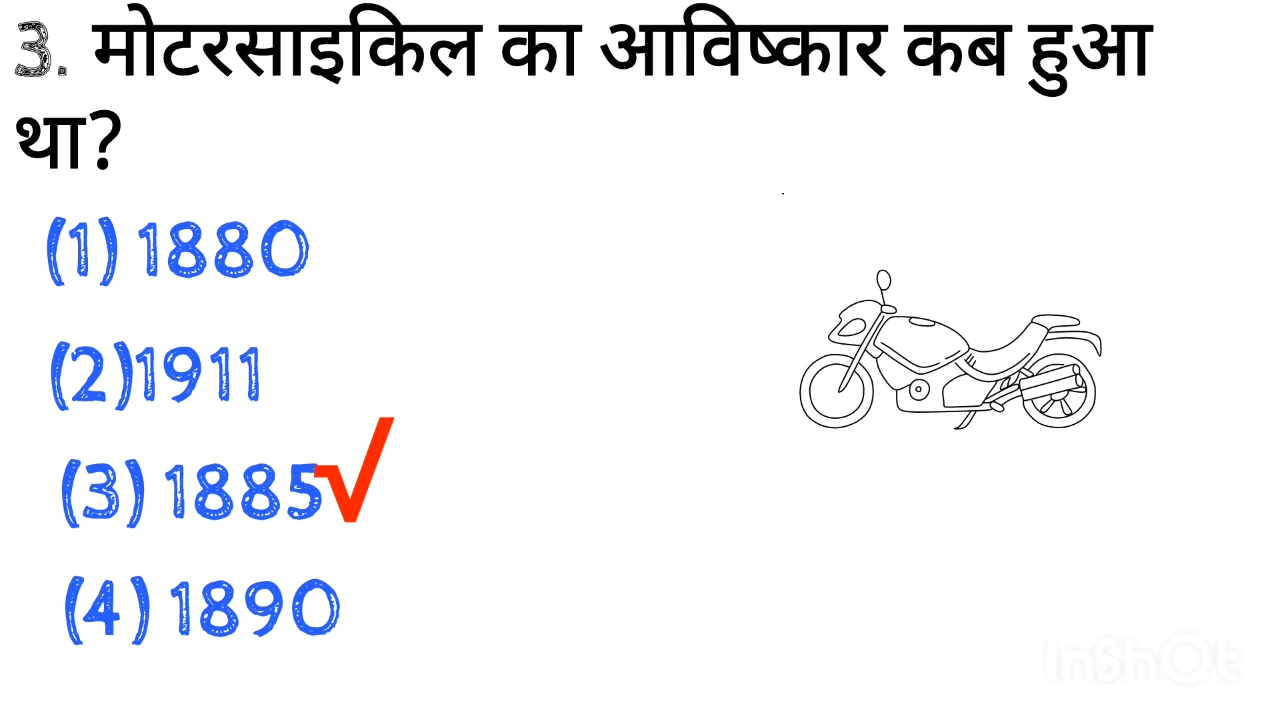 3. मोटरसाइकिल का आविष्कार कब हुआ
था?
(1) 1880
(2)1911
(3) 1885√
(4) 1890
InShOt